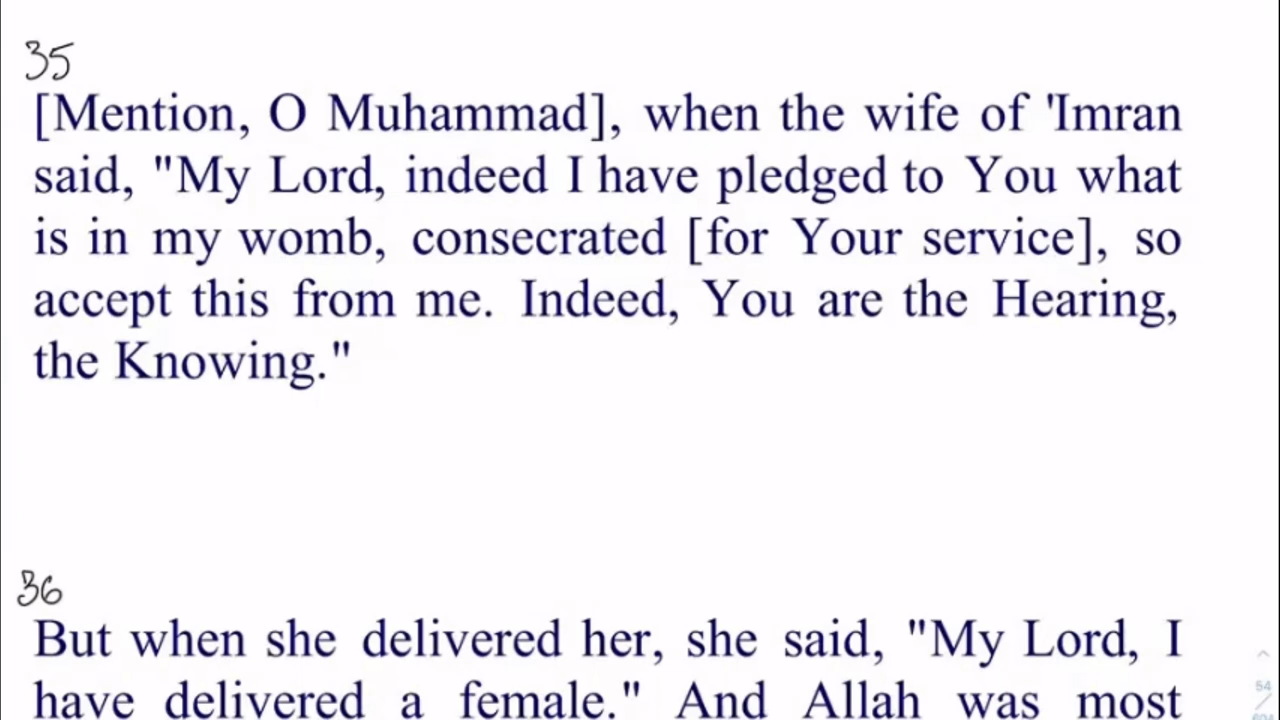 35
[Mention, O Muhammad], when the wife of 'Imran
said, "My Lord, indeed I have pledged to You what
is in my womb, consecrated [for Your service], so
accept this from me. Indeed, You are the Hearing,
the Knowing."
36
But when she delivered her, she said, "My Lord, I
have delivered a female." And Allah was most
54